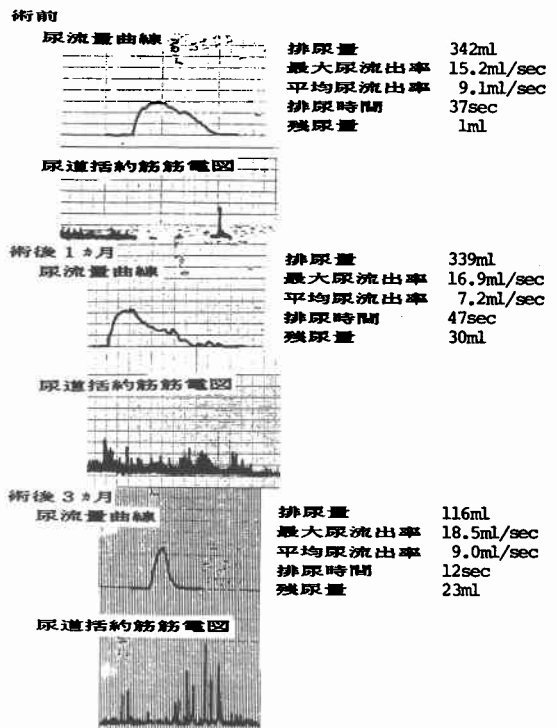 術前
尿流量曲線
排尿量 342ml
最大尿流出率 15.2ml/sec
平均尿流出率 9.1ml/sec
排尿時間 37sec
残尿量 1ml
尿道括約筋筋電図
術後1ヵ月
尿流量曲線
排尿量 339ml
最大尿流出率 16.9ml/sec
平均尿流出率 7.2ml/sec
排尿時間 47sec
残尿量 30ml
尿道括約筋筋電図
術後3ヵ月
尿流量曲線
排尿量 116ml
最大尿流出率 18.5ml/sec
平均尿流出率 9.0ml/sec
排尿時間 12sec
残尿量 23ml
尿道括約筋筋電図